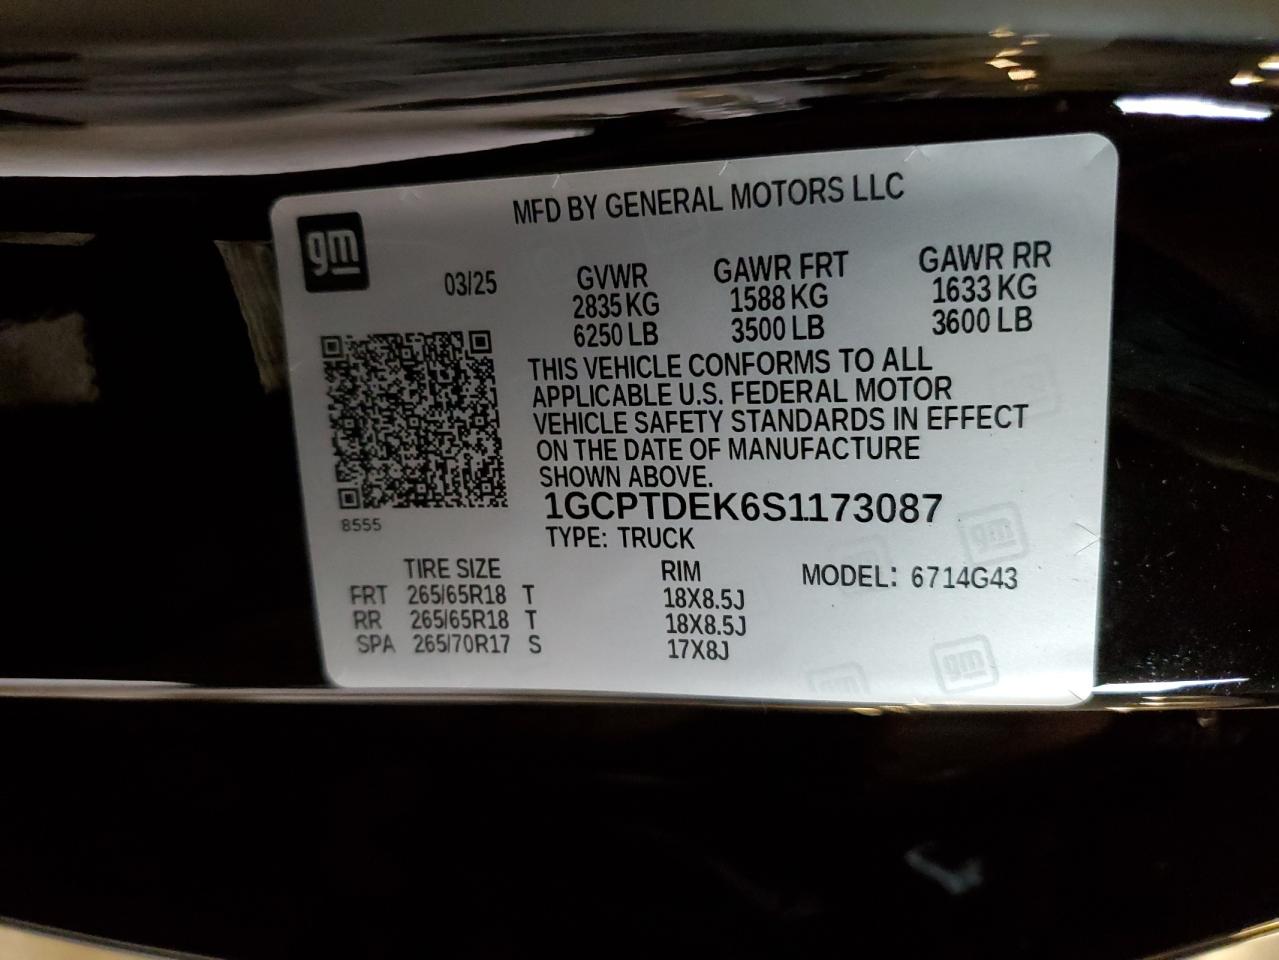 MFD BY GENERAL MOTORS LLC
gm
03/25
GVWR GAWR FRT GAWR RR
2835 KG 1588 KG 1633 KG
6250 LB 3500 LB 3600 LB
THIS VEHICLE CONFORMS TO ALL
APPLICABLE U.S. FEDERAL MOTOR
VEHICLE SAFETY STANDARDS IN EFFECT
ON THE DATE OF MANUFACTURE
SHOWN ABOVE.
1GCPTDEK6S1173087
8555
TYPE: TRUCK
TIRE SIZE RIM MODEL: 6714G43
FRT 265/65R18 T 18X8.5J
RR 265/65R18 T 18X8.5J
SPA 265/70R17 S 17X8J
gm
gm